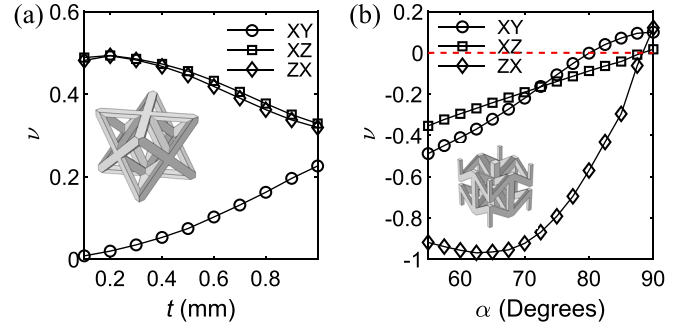 (a)
XY
XZ
ZX
0.6
0.4
0.2
0
ν
0.2 0.4 0.6 0.8
t (mm)
(b)
XY
XZ
ZX
0.2
0
-0.2
-0.4
-0.6
-0.8
-1
ν
60 70 80 90
α (Degrees)